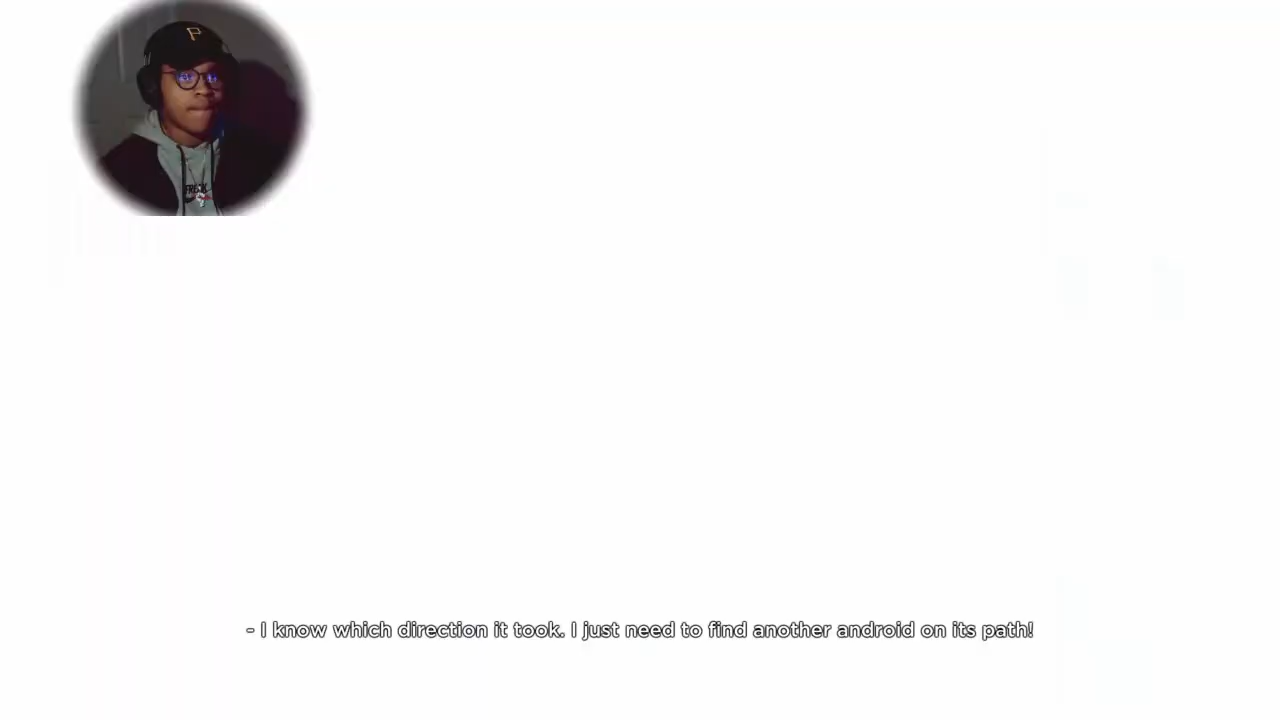 P
- I know which direction it took. I just need to find another android on its path!